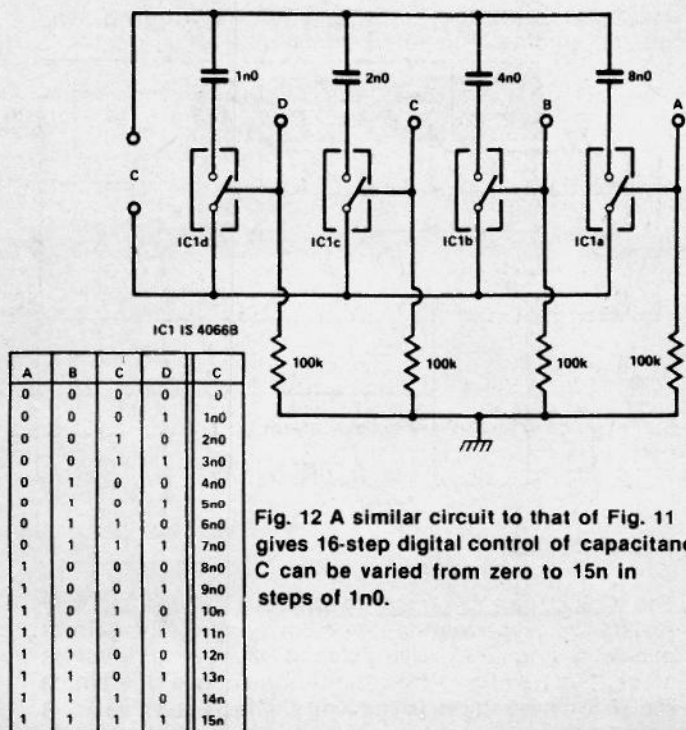 1n0 2n0 4n0 8n0
D C B A
C
IC1d IC1c IC1b IC1a
IC1 IS 4066B
100k 100k 100k 100k
A B C D C
0 0 0 0 0
0 0 0 1 1n0
0 0 1 0 2n0
0 0 1 1 3n0
0 1 0 0 4n0
0 1 0 1 5n0
0 1 1 0 6n0
0 1 1 1 7n0
1 0 0 0 8n0
1 0 0 1 9n0
1 0 1 0 10n
1 0 1 1 11n
1 1 0 0 12n
1 1 0 1 13n
1 1 1 0 14n
1 1 1 1 15n
Fig. 12 A similar circuit to that of Fig. 11
gives 16-step digital control of capacitanc
C can be varied from zero to 15n in
steps of 1n0.